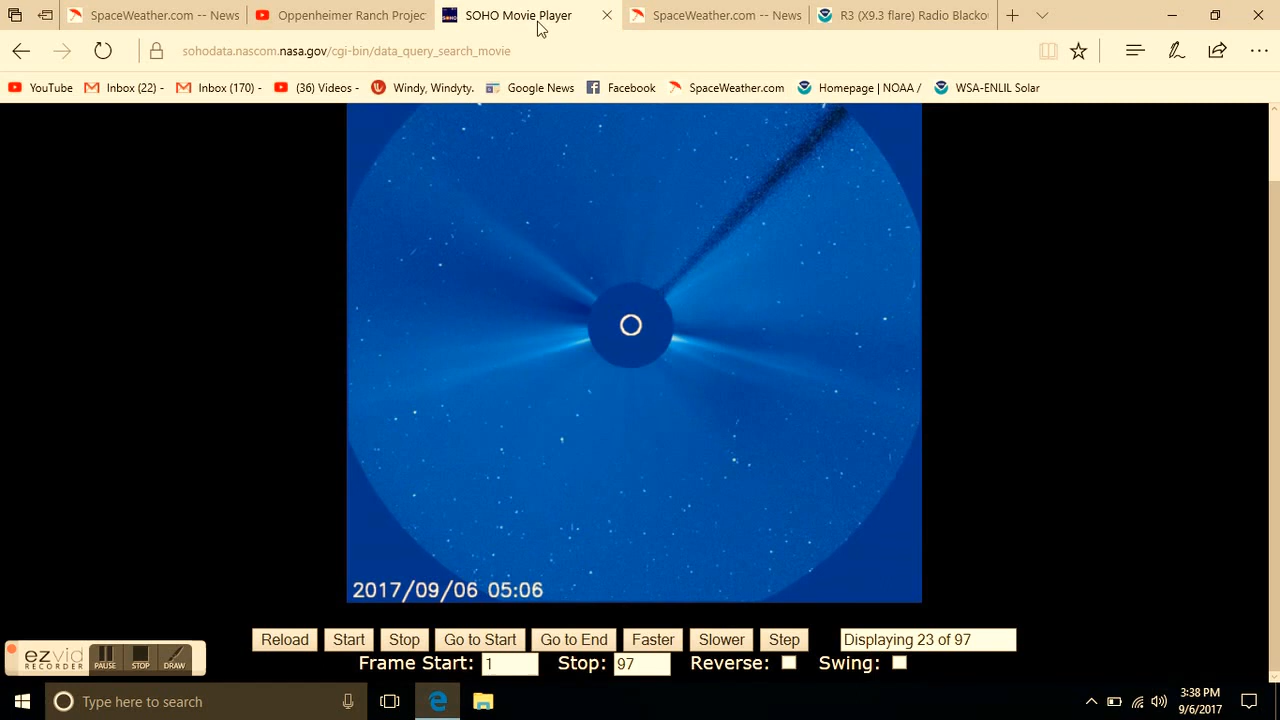 SpaceWeather.com -- News
Oppenheimer Ranch Project
SOHO Movie Player
SpaceWeather.com -- News
R3 (X9.3 flare) Radio Blackou
sohodata.nascom.nasa.gov/cgi-bin/data_query_search_movie
YouTube
Inbox (22) -
Inbox (170) -
(36) Videos -
Windy, Windyty.
Google News
Facebook
SpaceWeather.com
Homepage | NOAA /
WSA-ENLIL Solar
2017/09/06 05:06
Reload
Start
Stop
Go to Start
Go to End
Faster
Slower
Step
Displaying 23 of 97
Frame Start: 1
Stop: 97
Reverse:
Swing:
ezvid
RECORDER
PAUSE
STOP
DRAW
Type here to search
3:38 PM
9/6/2017